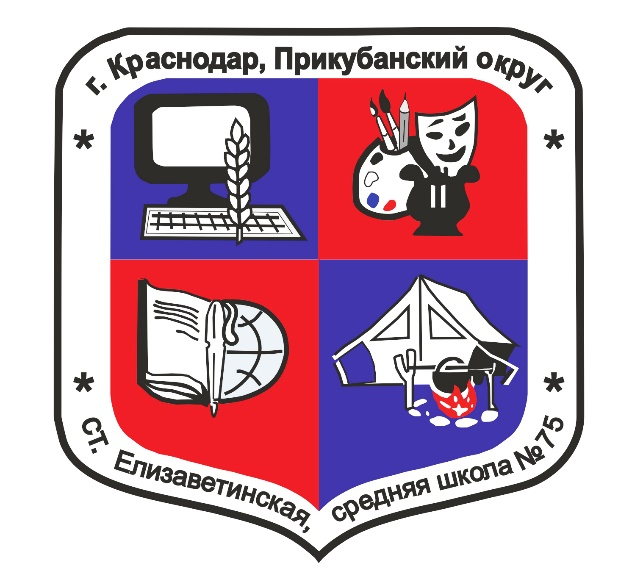 г. Краснодар, Прикубанский округ
ст. Елизаветинская, средняя школа №75